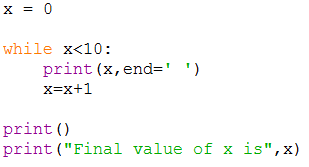 x = 0
while x<10:
    print(x,end=' ')
    x=x+1
print()
print("Final value of x is",x)